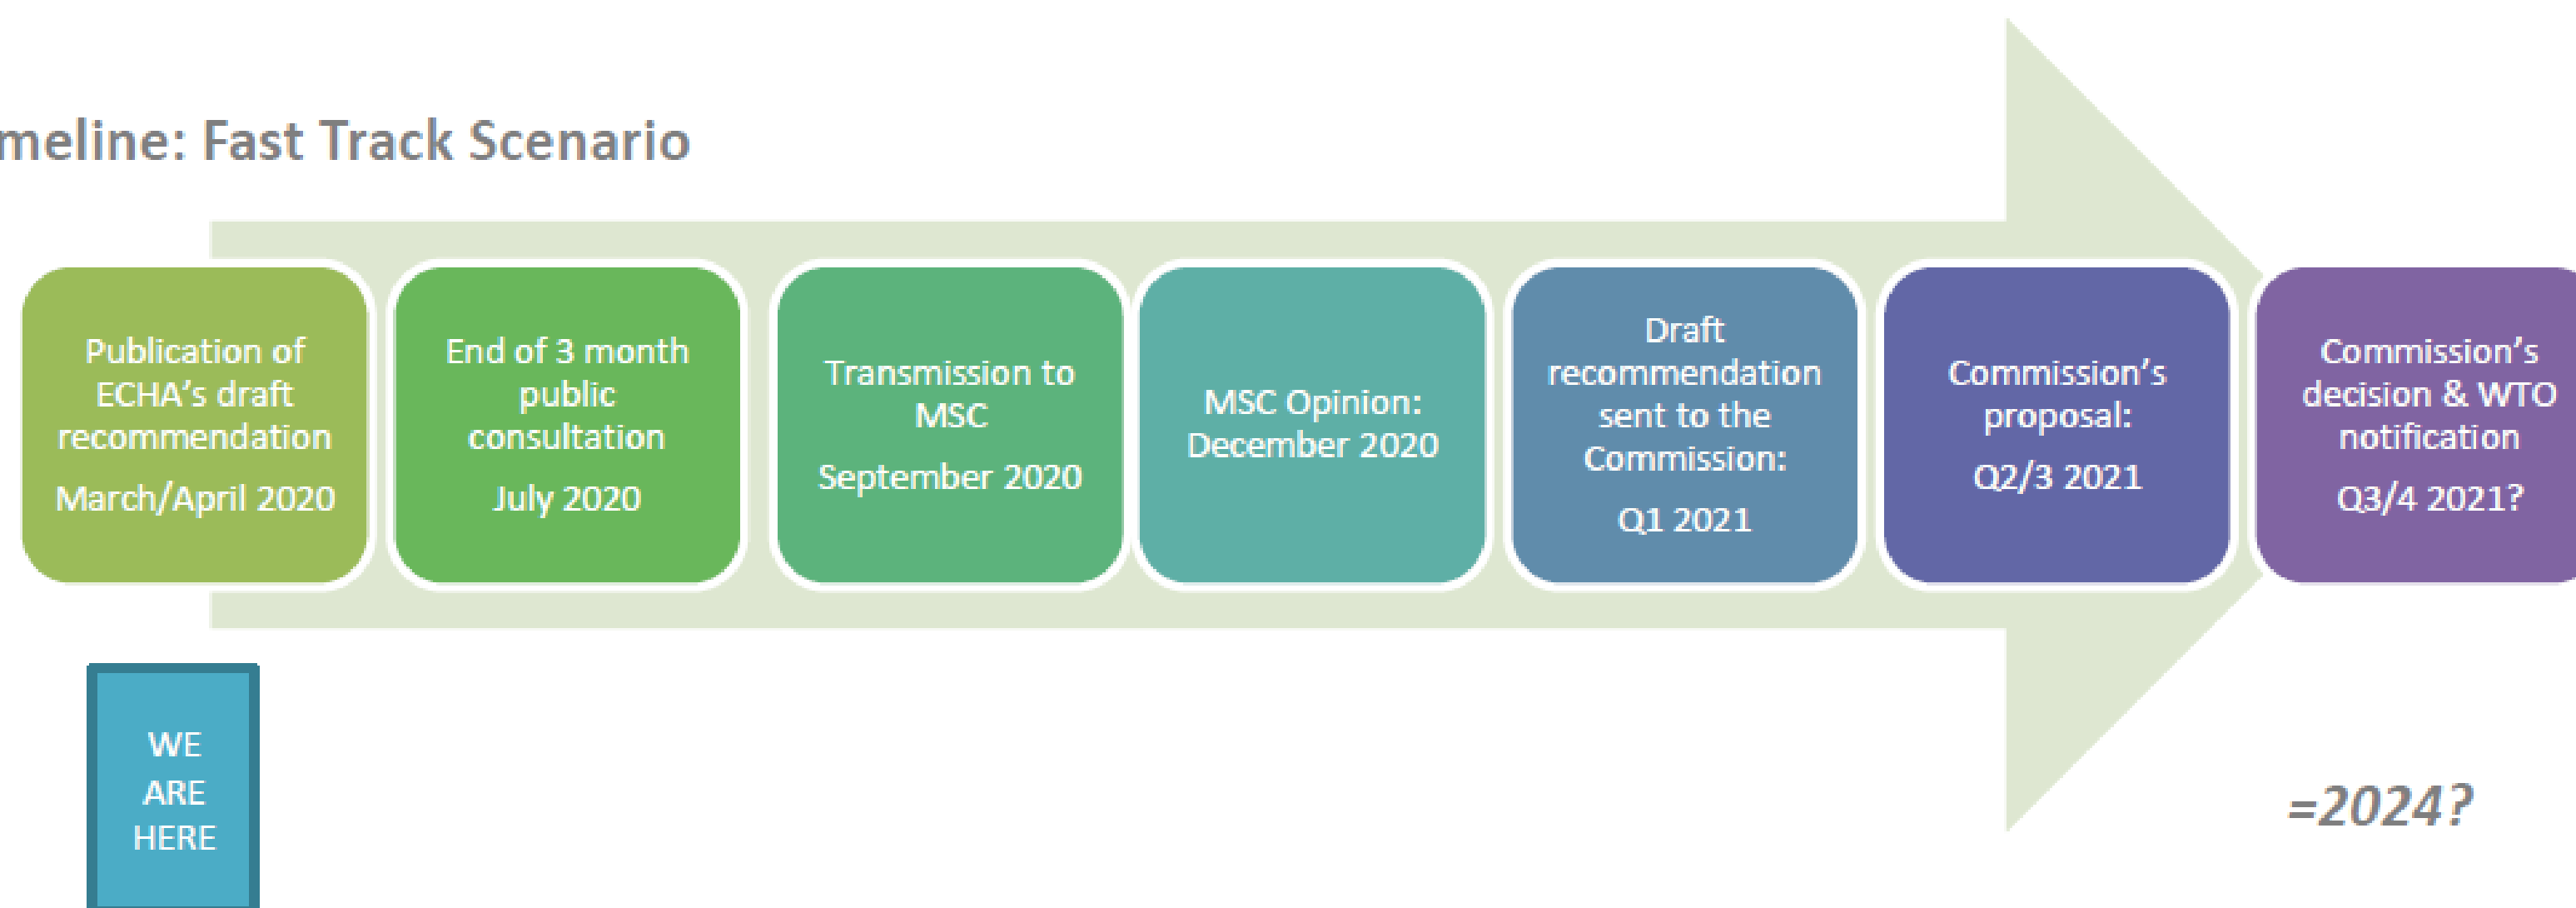 meline: Fast Track Scenario
Publication of
ECHA's draft
recommendation
March/April 2020
End of 3 month
public
consultation
July 2020
Transmission to
MSC
September 2020
MSC Opinion:
December 2020
Draft
recommendation
sent to the
Commission:
Q1 2021
Commission's
proposal:
Q2/3 2021
Commission's
decision & WTO
notification
Q3/4 2021?
WE
ARE
HERE
=2024?